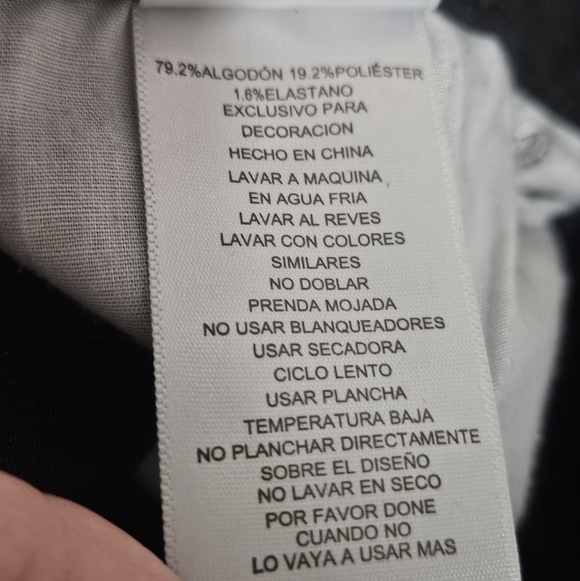 79.2%ALGODÓN 19.2%POLIÉSTER
1.6%ELASTANO
EXCLUSIVO PARA
DECORACION
HECHO EN CHINA
LAVAR A MAQUINA
EN AGUA FRIA
LAVAR AL REVES
LAVAR CON COLORES
SIMILARES
NO DOBLAR
PRENDA MOJADA
NO USAR BLANQUEADORES
USAR SECADORA
CICLO LENTO
USAR PLANCHA
TEMPERATURA BAJA
NO PLANCHAR DIRECTAMENTE
SOBRE EL DISEÑO
NO LAVAR EN SECO
POR FAVOR DONE
CUANDO NO
LO VAYA A USAR MAS